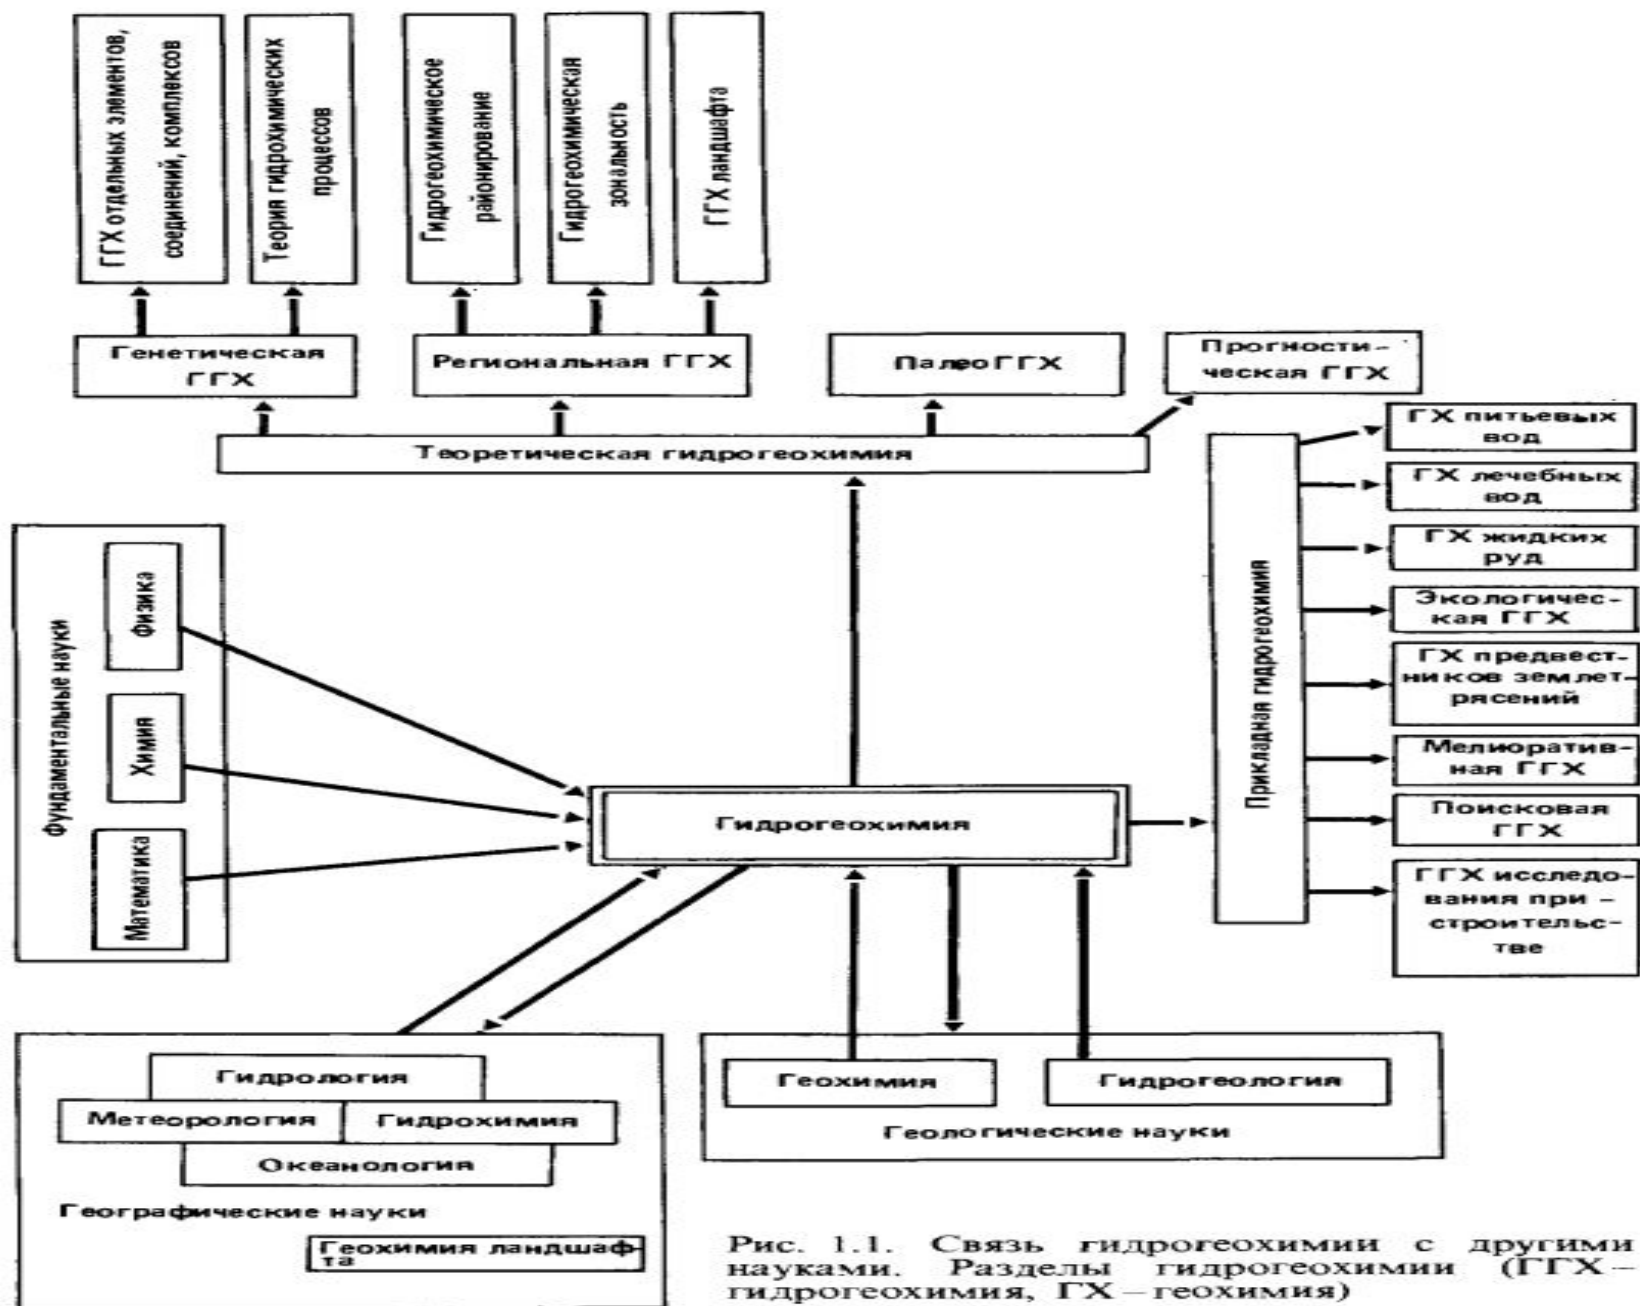 ГГХ отдельных элементов,
соединений, комплексов
Теория гидрохимических
процессов
Гидрогеохимическое
районирование
Гидрогеохимическая
зональность
ГГХ ландшафта
Генетическая
ГГХ
Региональная ГГХ
ПалеоГГХ
Прогности-
ческая ГГХ
Теоретическая гидрогеохимия
ГХ питьевых
вод
ГХ лечебных
вод
ГХ жидких
руд
Экологичес-
кая ГГХ
ГХ предвест-
ников землет-
рясений
Мелиоратив-
ная ГГХ
Поисковая
ГГХ
ГГХ исследо-
вания при -
строительс-
тве
Прикладная гидрогеохимия
Фундаментальные науки
Физика
Химия
Математика
Гидрогеохимия
Гидрология
Метеорология
Гидрохимия
Океанология
Географические науки
Геохимия ландшаф-
та
Геохимия
Гидрогеология
Геологические науки
Рис. 1.1. Связь гидрогеохимии с другими
науками. Разделы гидрогеохимии (ГГХ –
гидрогеохимия, ГХ – геохимия)